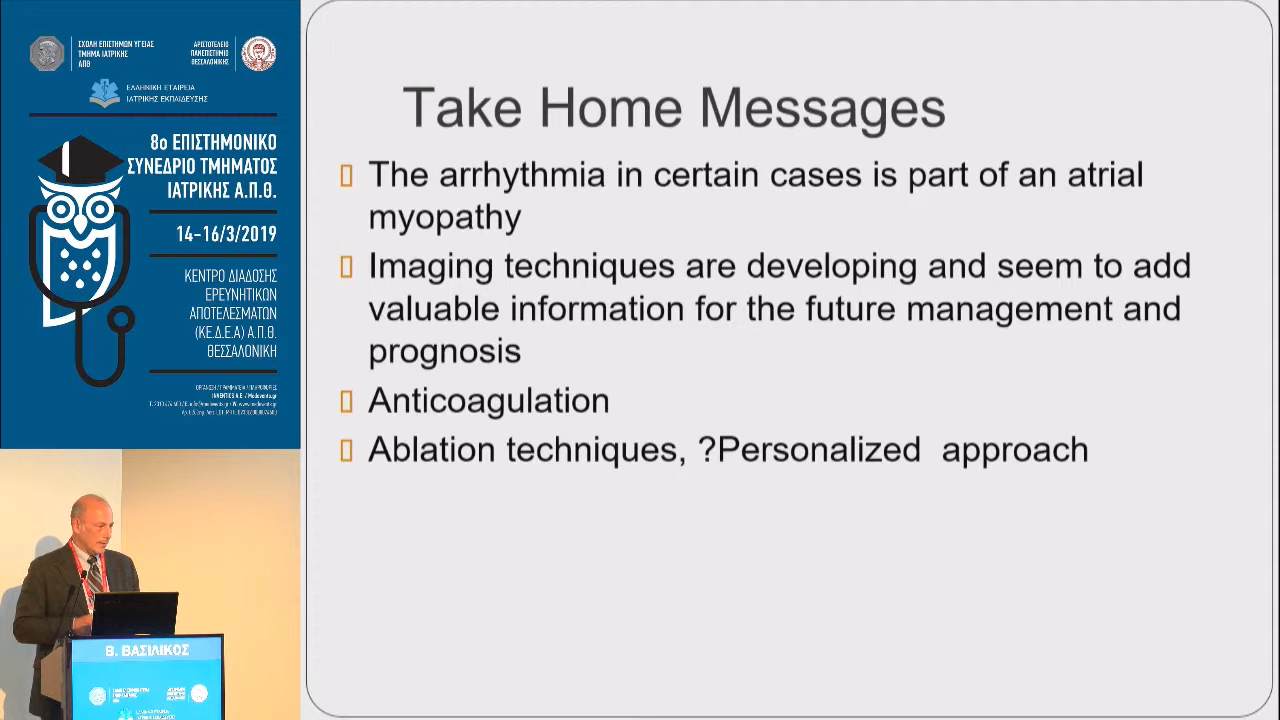 ΣΧΟΛΗ ΕΠΙΣΤΗΜΩΝ ΥΓΕΙΑΣ
ΤΜΗΜΑ ΙΑΤΡΙΚΗΣ
ΑΠΘ
ΑΡΙΣΤΟΤΕΛΕΙΟ
ΠΑΝΕΠΙΣΤΗΜΙΟ
ΘΕΣΣΑΛΟΝΙΚΗΣ
ΕΛΛΗΝΙΚΗ ΕΤΑΙΡΕΙΑ
ΙΑΤΡΙΚΗΣ ΕΚΠΑΙΔΕΥΣΗΣ
8ο ΕΠΙΣΤΗΜΟΝΙΚΟ
ΣΥΝΕΔΡΙΟ ΤΜΗΜΑΤΟΣ
ΙΑΤΡΙΚΗΣ Α.Π.Θ.
14-16/3/2019
ΚΕΝΤΡΟ ΔΙΑΔΟΣΗΣ
ΕΡΕΥΝΗΤΙΚΩΝ
ΑΠΟΤΕΛΕΣΜΑΤΩΝ
(ΚΕ.Δ.Ε.Α) Α.Π.Θ.
ΘΕΣΣΑΛΟΝΙΚΗ
ΟΡΓΑΝΩΣΗ / ΓΡΑΜΜΑΤΕΙΑ / ΠΛΗΡΟΦΟΡΙΕΣ
Take Home Messages
The arrhythmia in certain cases is part of an atrial
myopathy
Imaging techniques are developing and seem to add
valuable information for the future management and
prognosis
Anticoagulation
Ablation techniques, ?Personalized approach
Β. ΒΑΣΙΛΙΚΟΣ